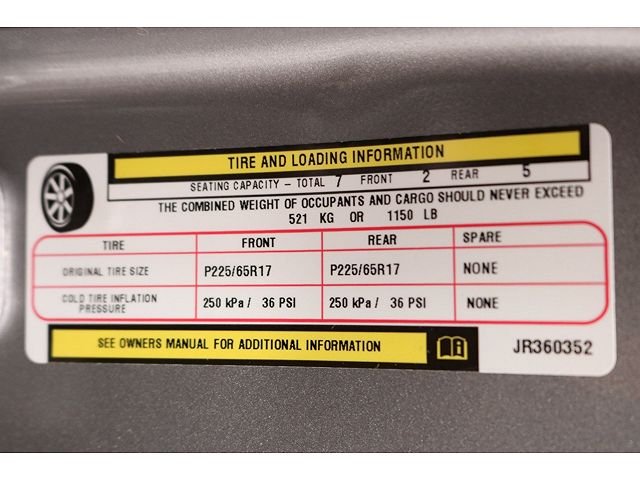 TIRE AND LOADING INFORMATION
SEATING CAPACITY – TOTAL 7 FRONT 2 REAR 5
THE COMBINED WEIGHT OF OCCUPANTS AND CARGO SHOULD NEVER EXCEED
521 KG OR 1150 LB
TIRE FRONT REAR SPARE
ORIGINAL TIRE SIZE P225/65R17 P225/65R17 NONE
COLD TIRE INFLATION PRESSURE 250 kPa / 36 PSI 250 kPa / 36 PSI NONE
SEE OWNERS MANUAL FOR ADDITIONAL INFORMATION JR360352